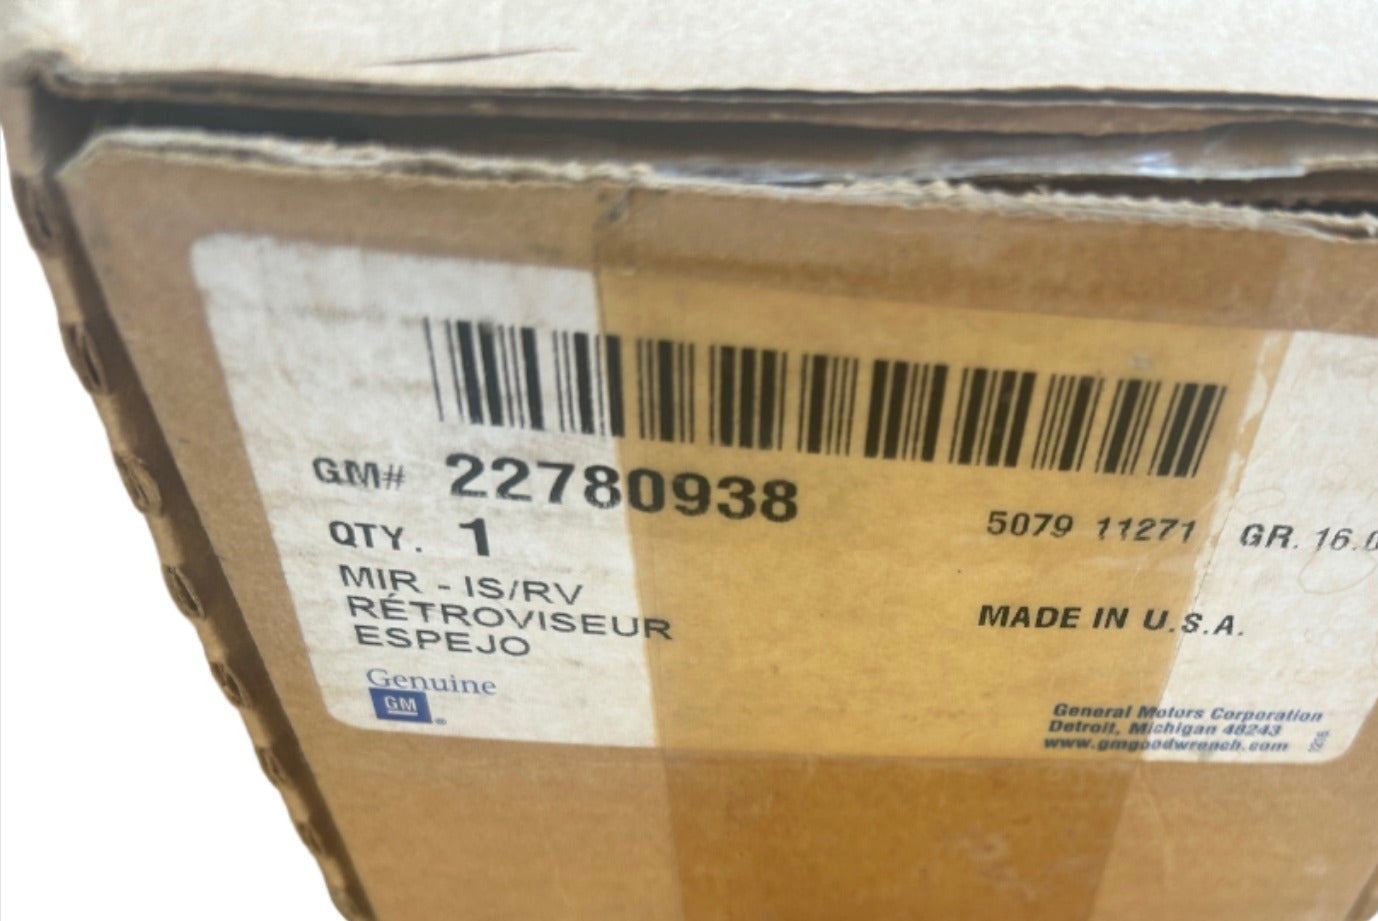 GM# 22780938
QTY. 1
5079 11271 GR. 16.0
MIR - IS/RV
RÉTROVISEUR
ESPEJO
MADE IN U.S.A.
Genuine
GM
®
General Motors Corporation
Detroit, Michigan 48243
www.gmgoodwrench.com